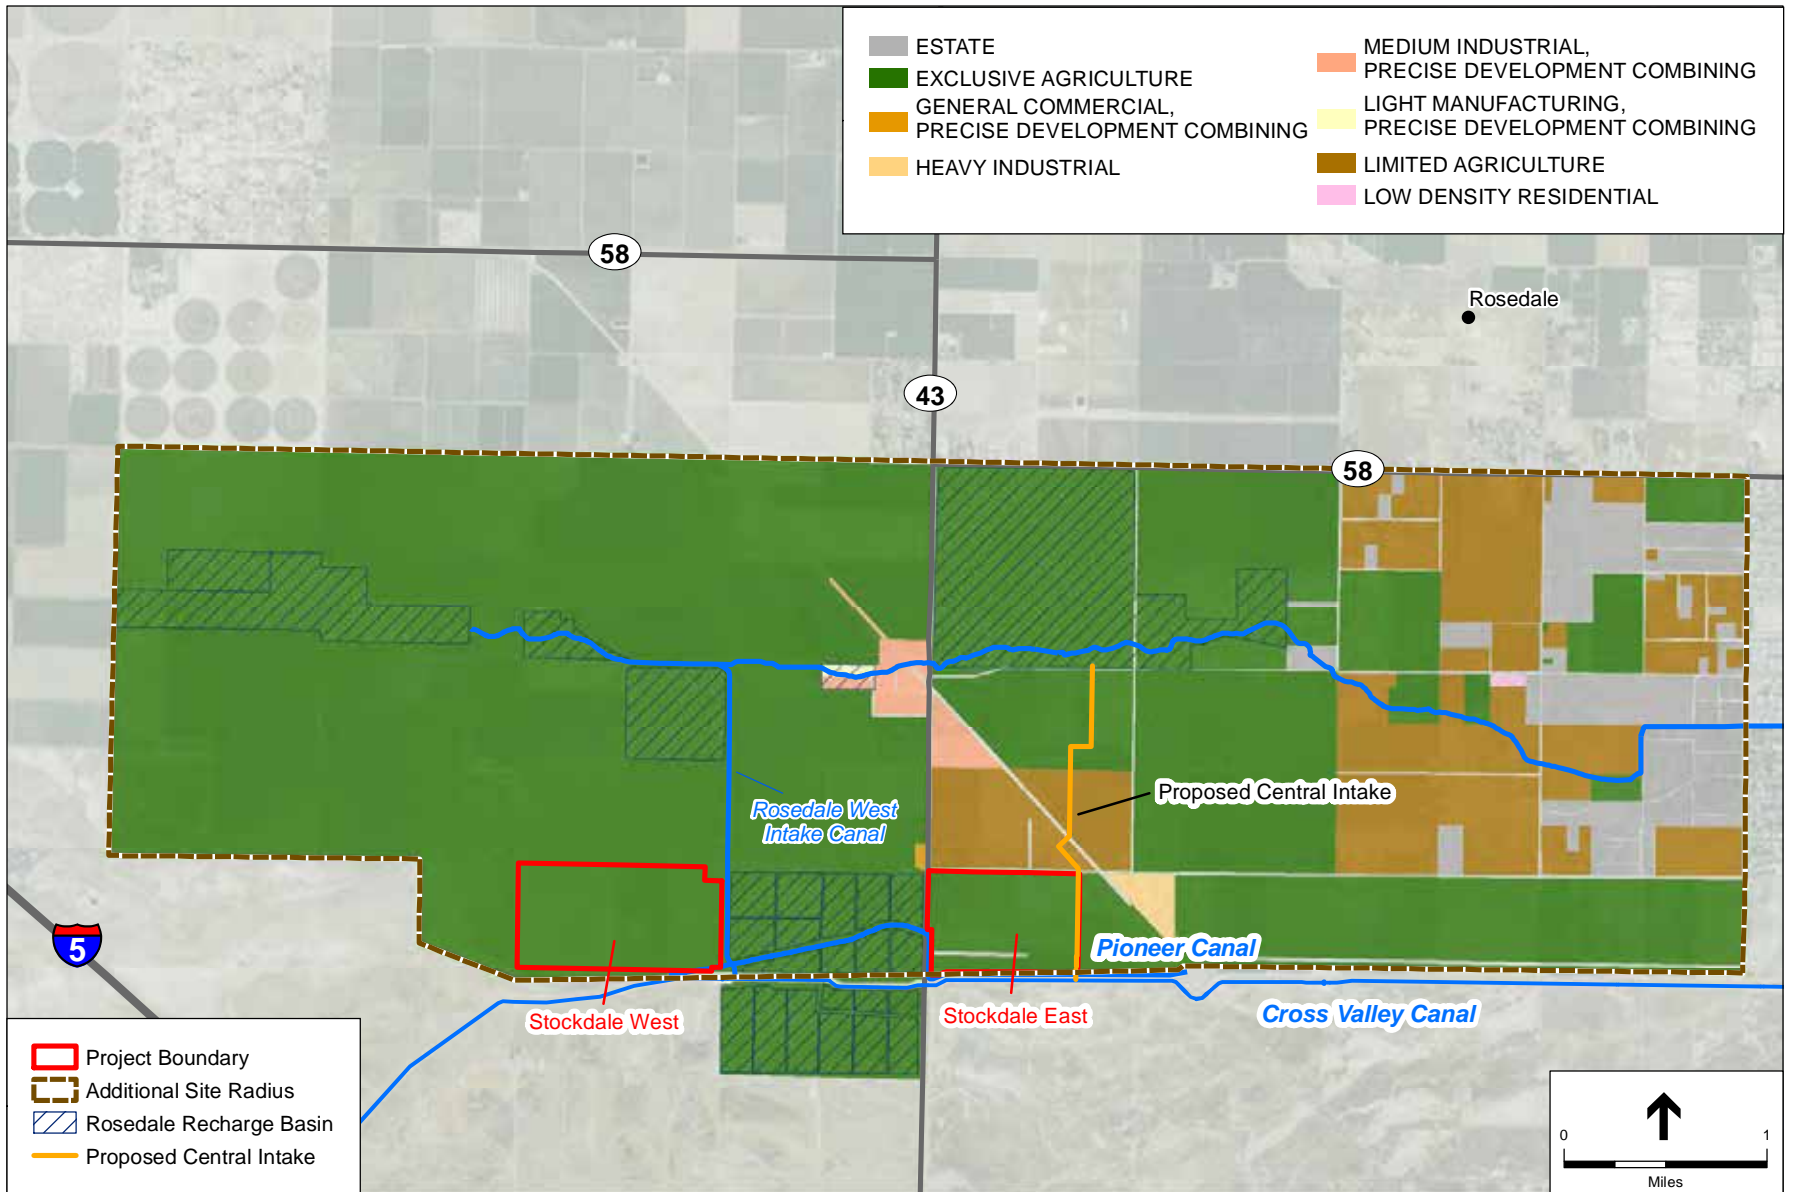 ESTATE
EXCLUSIVE AGRICULTURE
GENERAL COMMERCIAL,
PRECISE DEVELOPMENT COMBINING
HEAVY INDUSTRIAL
MEDIUM INDUSTRIAL,
PRECISE DEVELOPMENT COMBINING
LIGHT MANUFACTURING,
PRECISE DEVELOPMENT COMBINING
LIMITED AGRICULTURE
LOW DENSITY RESIDENTIAL
58
Rosedale
43
58
Proposed Central Intake
Rosedale West
Intake Canal
5
Pioneer Canal
Cross Valley Canal
Stockdale West
Stockdale East
Project Boundary
Additional Site Radius
Rosedale Recharge Basin
Proposed Central Intake
0 1
Miles